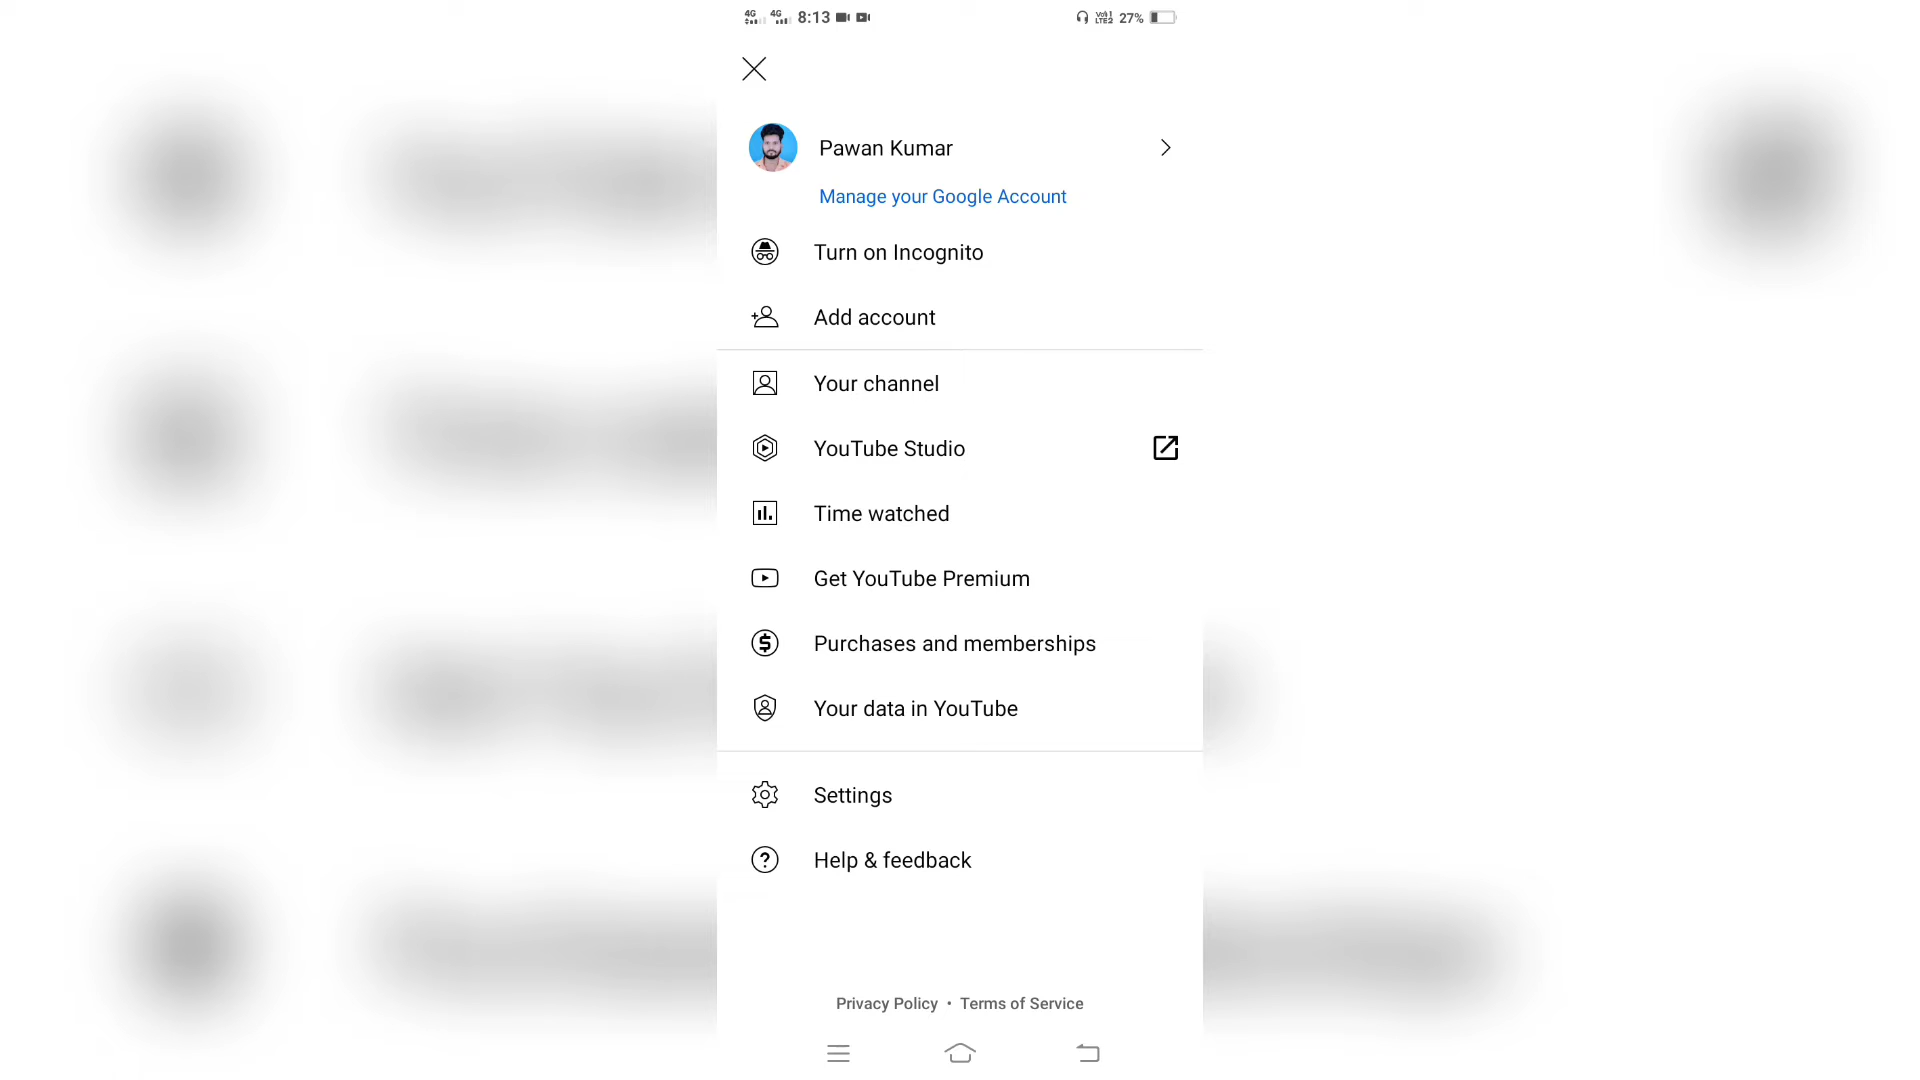 4G 4G 8:13 27%
Pawan Kumar
Manage your Google Account
Turn on Incognito
Add account
Your channel
YouTube Studio
Time watched
Get YouTube Premium
Purchases and memberships
Your data in YouTube
Settings
Help & feedback
Privacy Policy • Terms of Service